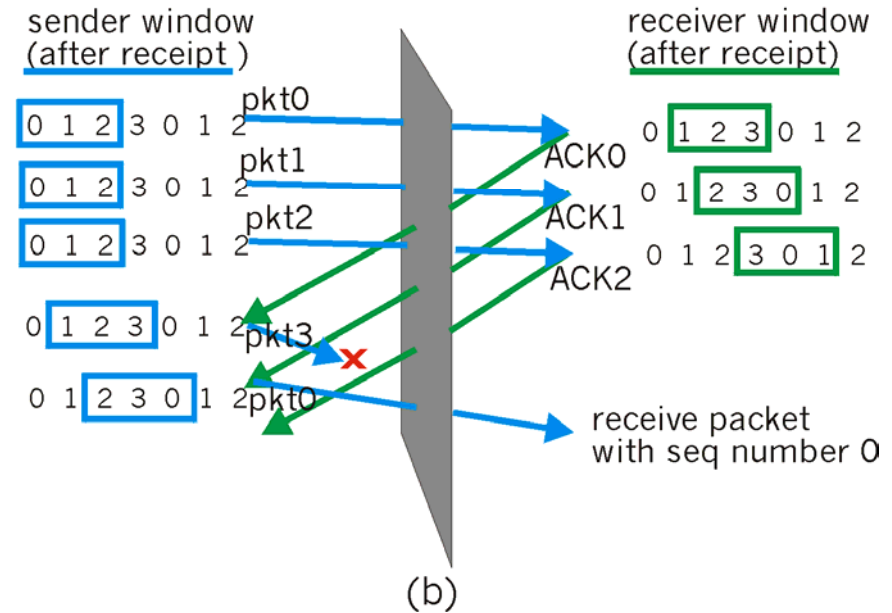 sender window
(after receipt )
receiver window
(after receipt)
0 1 2 3 0 1 2
pkt0
ACK0
0 1 2 3 0 1 2
0 1 2 3 0 1 2
pkt1
ACK1
0 1 2 3 0 1 2
0 1 2 3 0 1 2
pkt2
ACK2
0 1 2 3 0 1 2
0 1 2 3 0 1 2
pkt3
x
0 1 2 3 0 1 2
pkt0
receive packet
with seq number 0
(b)